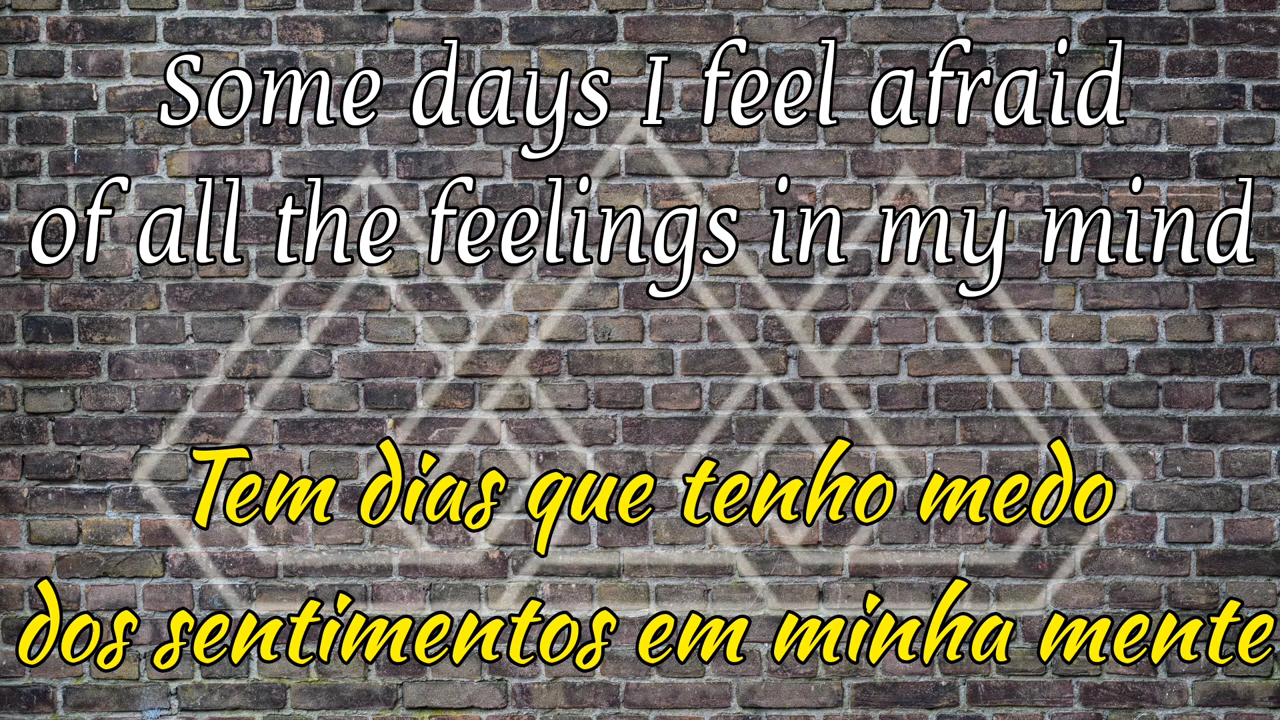 Some days I feel afraid
of all the feelings in my mind
Tem dias que tenho medo
dos sentimentos em minha mente